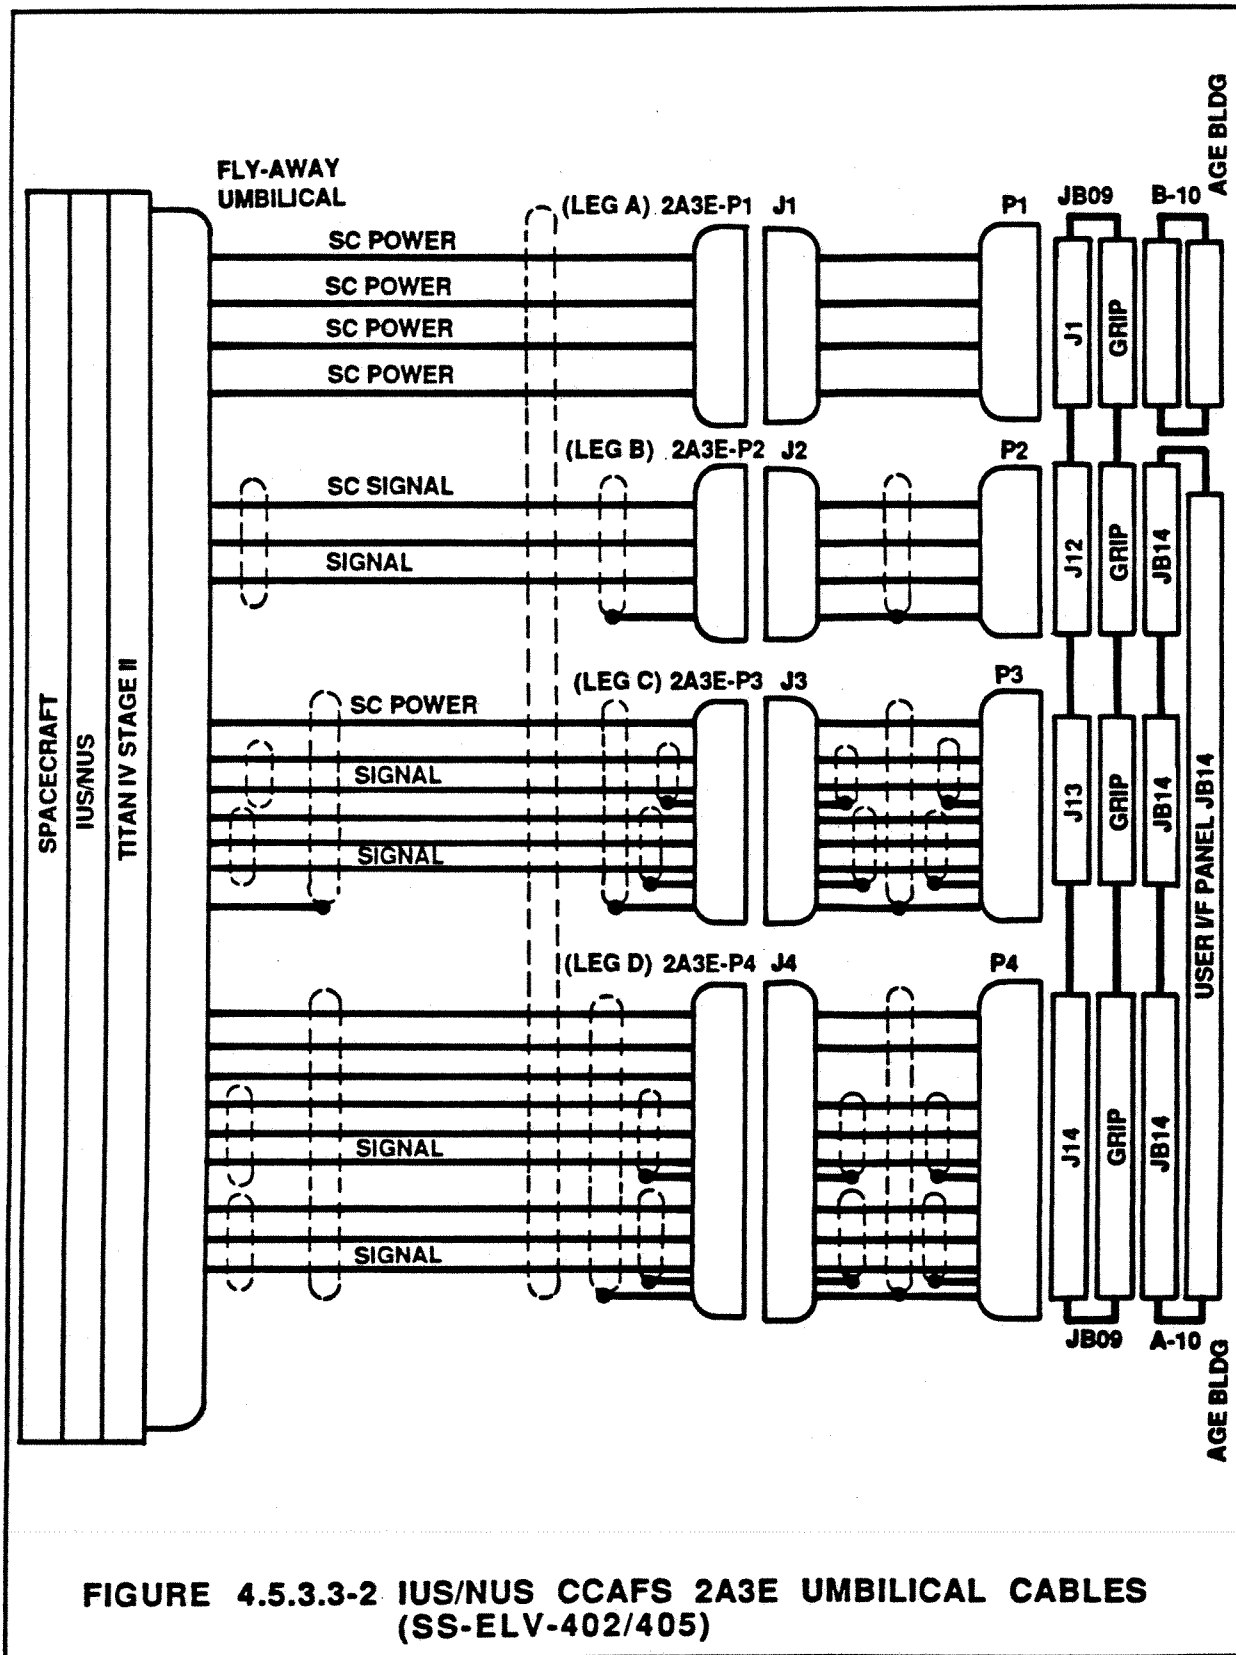 AGE BLDG
FLY-AWAY
UMBILICAL
(LEG A) 2A3E-P1 J1 P1 JB09 B-10
SC POWER
SC POWER
SC POWER
SC POWER
J1 GRIP
(LEG B) 2A3E-P2 J2 P2
SC SIGNAL
SIGNAL
J12 GRIP JB14
(LEG C) 2A3E-P3 J3 P3
SC POWER
SIGNAL
SIGNAL
J13 GRIP JB14
SPACECRAFT
IUS/NUS
TITAN IV STAGE II
USER I/F PANEL JB14
(LEG D) 2A3E-P4 J4 P4
SIGNAL
SIGNAL
J14 GRIP JB14
JB09 A-10
AGE BLDG
FIGURE 4.5.3.3-2 IUS/NUS CCAFS 2A3E UMBILICAL CABLES
(SS-ELV-402/405)